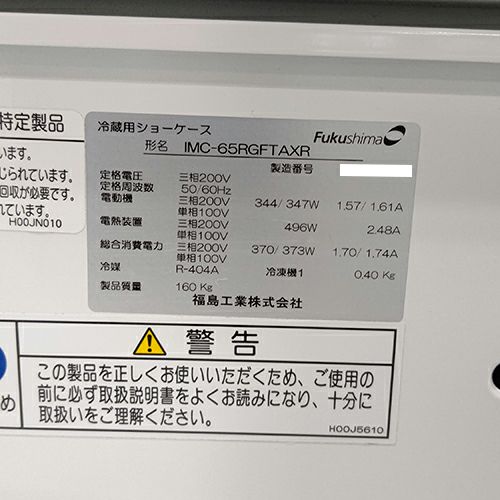 特定製品
います。
じられています。
回収が必要です。
れています。
H00JN010
冷蔵用ショーケース
Fukushima
形名 IMC-65RGFTAXR
製造番号
定格電圧 三相200V
定格周波数 50/60Hz
電動機 三相200V 344/ 347W 1.57/ 1.61A
単相100V
電熱装置 三相200V 496W 2.48A
単相100V
総合消費電力 三相200V 370/ 373W 1.70/ 1.74A
単相100V
冷媒 R-404A 冷凍機1 0.40 Kg
製品質量 160 Kg
福島工業株式会社
警告
この製品を正しくお使いいただくため、ご使用の
前に必ず取扱説明書をよくお読みになり、十分に
取扱いをご理解ください。
H00J5610
め